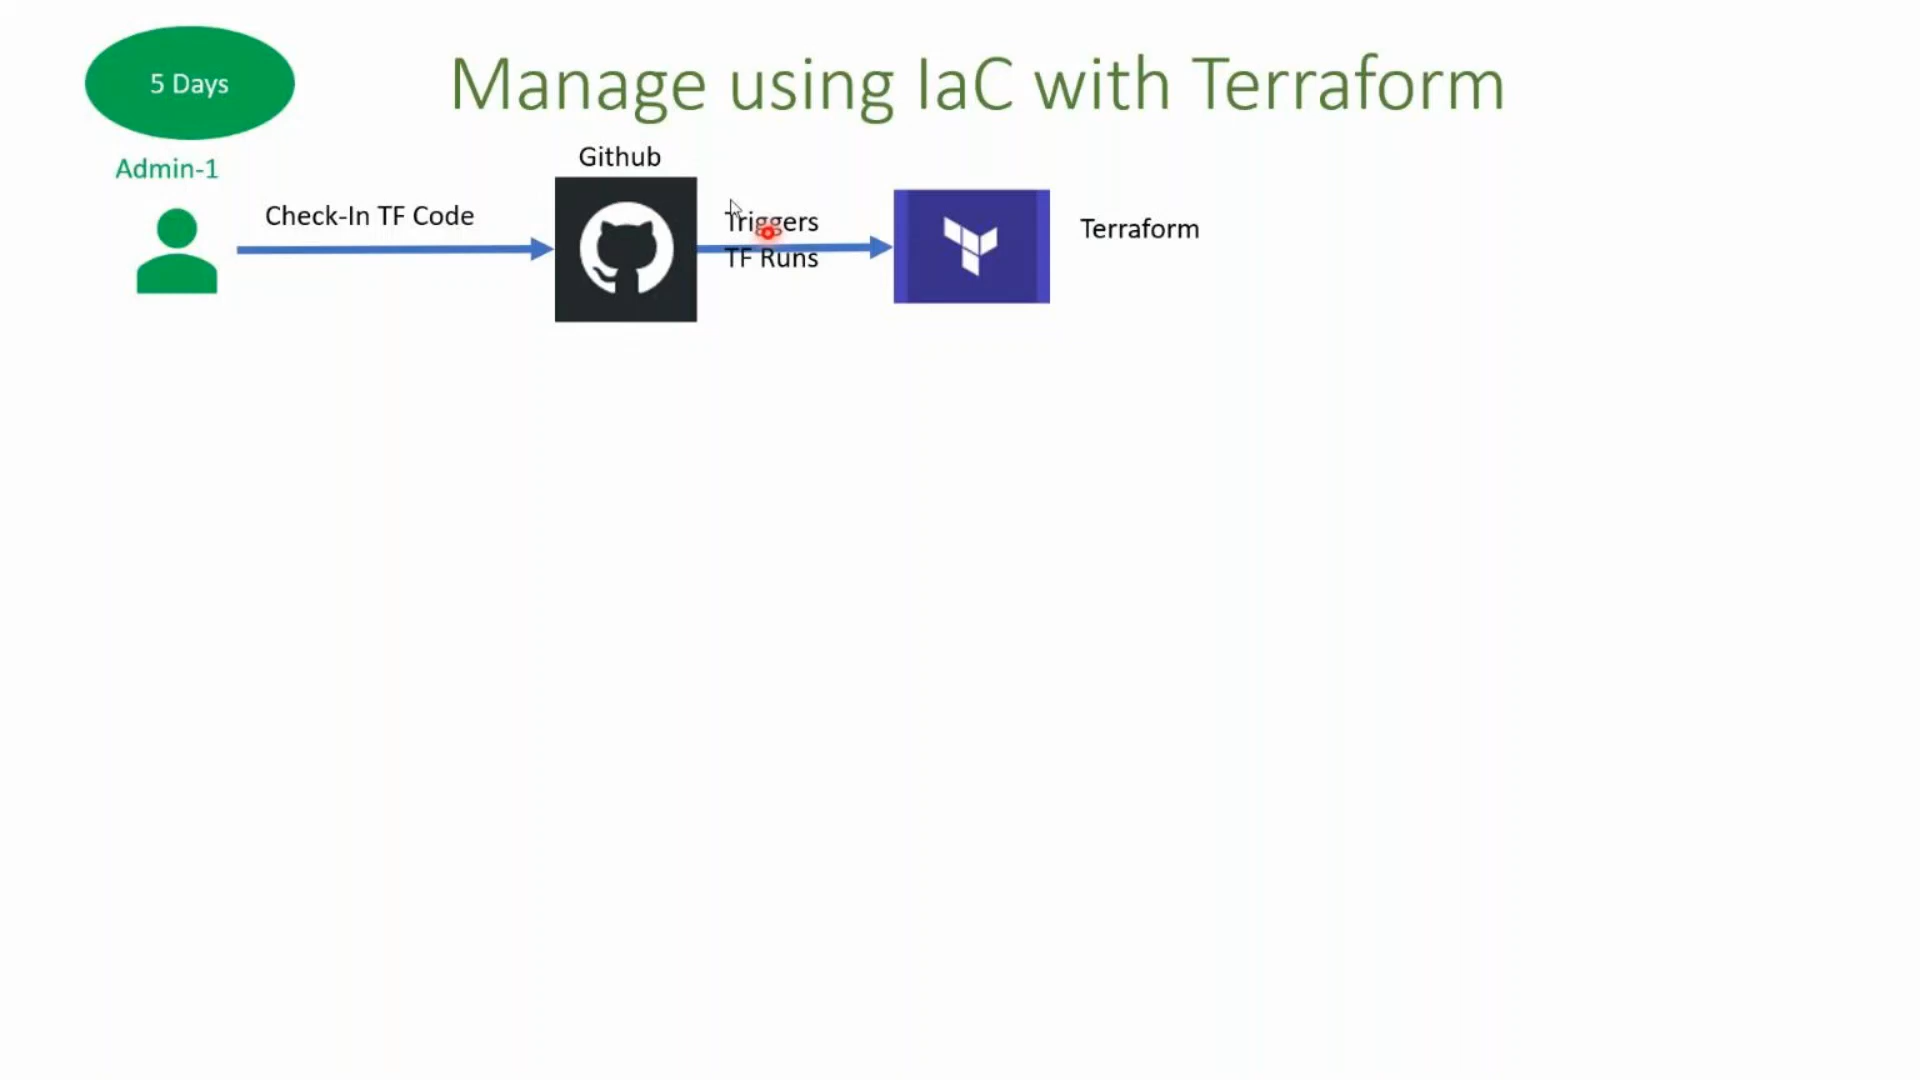 5 Days
Manage using IaC with Terraform
Admin-1
Github
Check-In TF Code
Triggers
TF Runs
Terraform